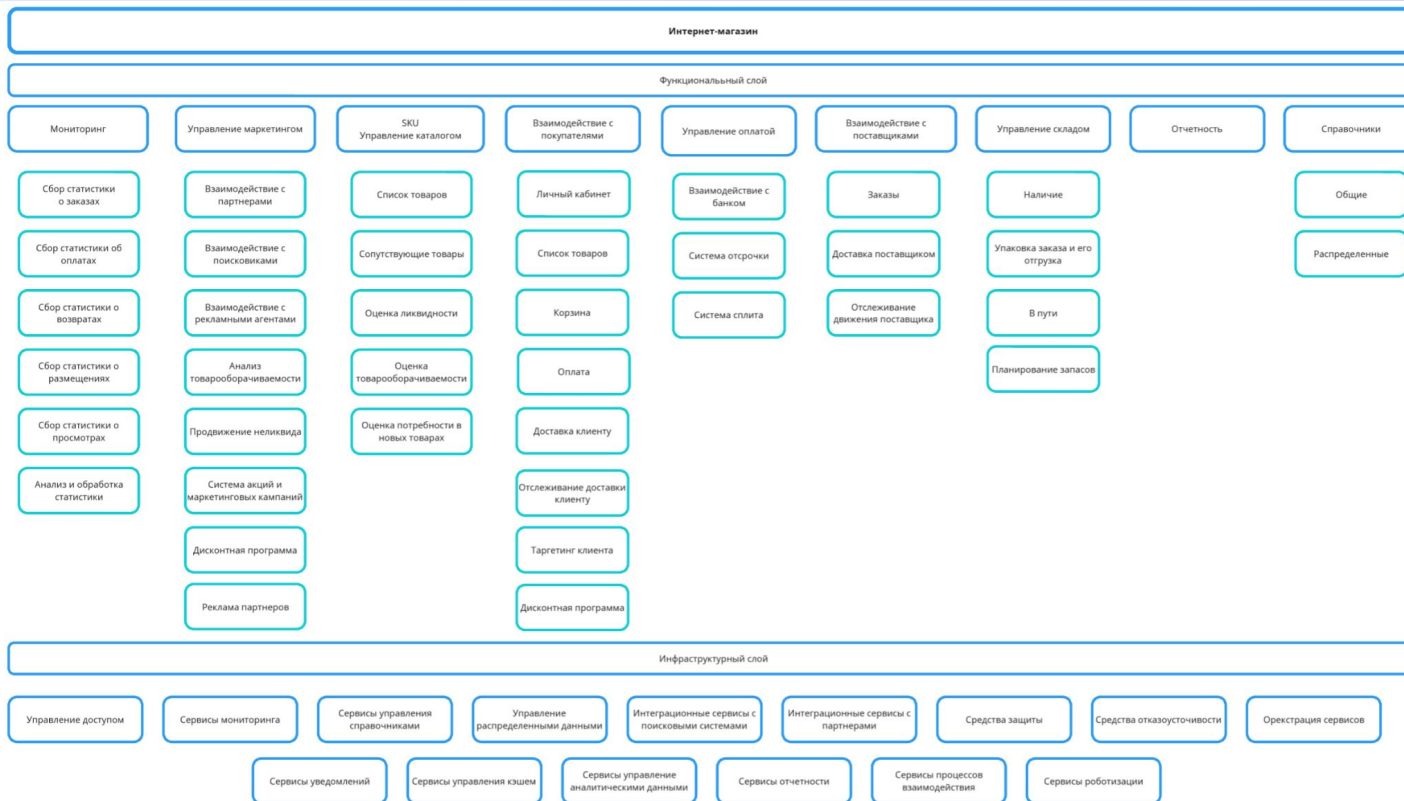 Интернет-магазин
Функциональный слой
Мониторинг
Управление маркетингом
SKU
Управление каталогом
Взаимодействие с
покупателями
Управление оплатой
Взаимодействие с
поставщиками
Управление складом
Отчетность
Справочники
Сбор статистики
о заказах
Сбор статистики об
оплатах
Сбор статистики о
возвратах
Сбор статистики о
размещениях
Сбор статистики о
просмотрах
Анализ и обработка
статистики
Взаимодействие с
партнерами
Взаимодействие с
поисковиками
Взаимодействие с
рекламными агентами
Анализ
товарооборачиваемости
Продвижение неликвида
Система акций и
маркетинговых кампаний
Дисконтная программа
Реклама партнеров
Список товаров
Сопутствующие товары
Оценка ликвидности
Оценка
товарооборачиваемости
Оценка потребности в
новых товарах
Личный кабинет
Список товаров
Корзина
Оплата
Доставка клиенту
Отслеживание доставки
клиенту
Таргетинг клиента
Дисконтная программа
Взаимодействие с
банком
Система отсрочки
Система сплита
Заказы
Доставка поставщиком
Отслеживание
движения поставщика
Наличие
Упаковка заказа и его
отгрузка
В пути
Планирование запасов
Общие
Распределенные
Инфраструктурный слой
Управление доступом
Сервисы мониторинга
Сервисы управления
справочниками
Управление
распределенными данными
Интеграционные сервисы с
поисковыми системами
Интеграционные сервисы с
партнерами
Средства защиты
Средства отказоусточивости
Орекстрация сервисов
Сервисы уведомлений
Сервисы управления кэшем
Сервисы управление
аналитическими данными
Сервисы отчетности
Сервисы процессов
взаимодействия
Сервисы роботизации